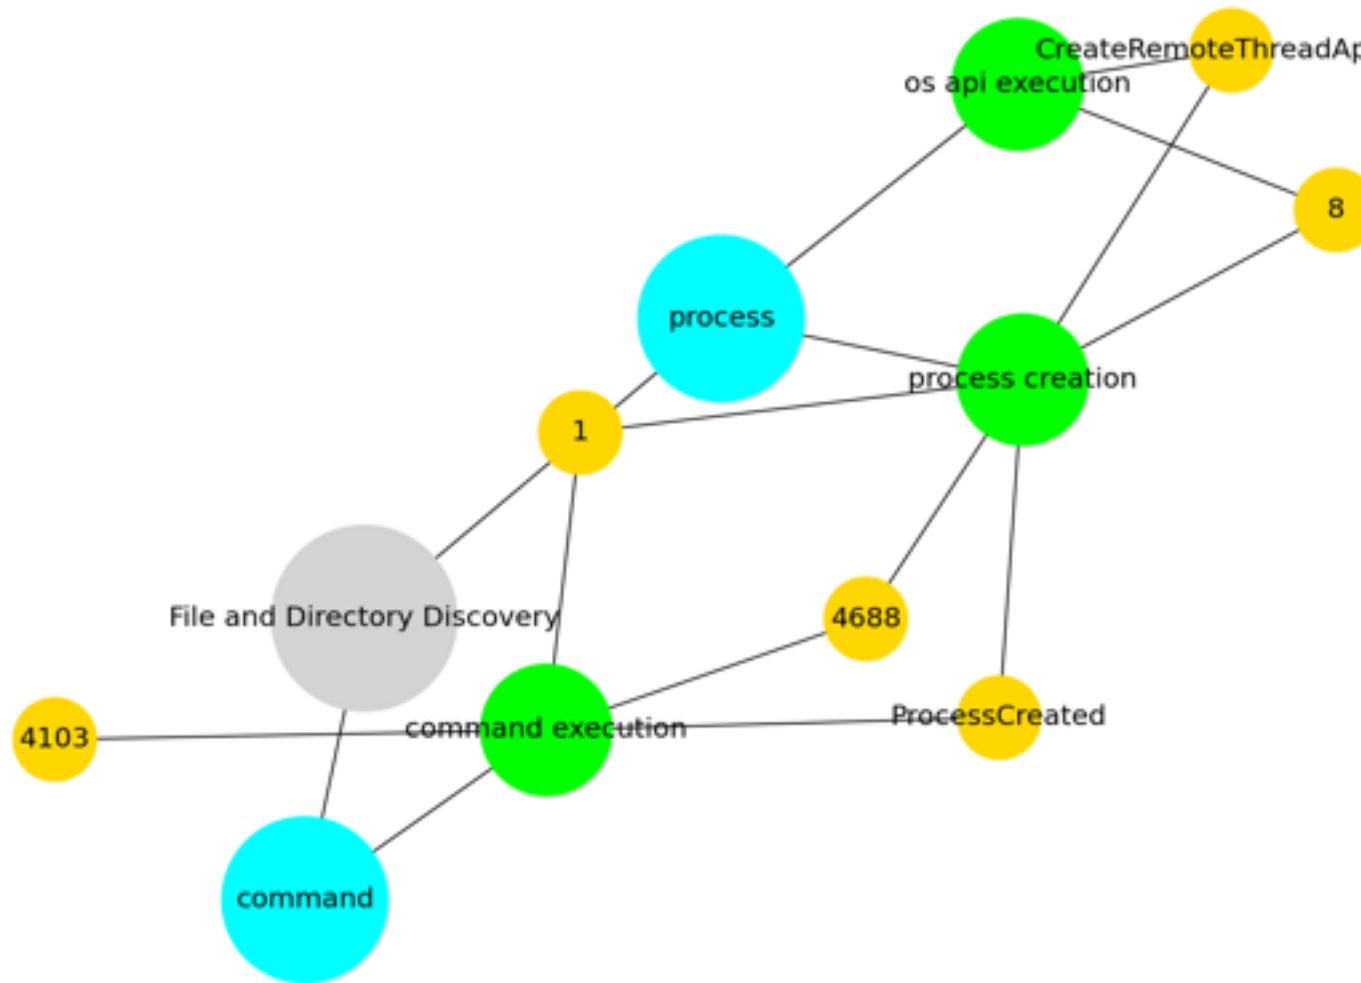 CreateRemoteThreadAp
os api execution
8
process
process creation
1
File and Directory Discovery
4688
ProcessCreated
command execution
4103
command